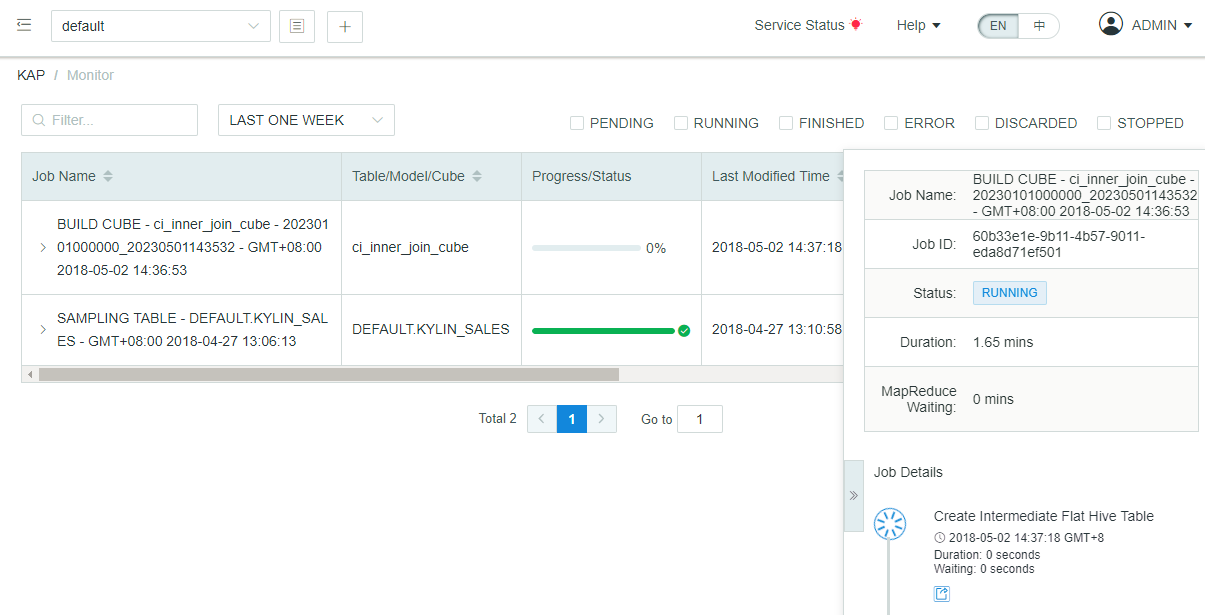 default
Service Status
Help
EN 中
ADMIN
KAP / Monitor
Filter...
LAST ONE WEEK
PENDING RUNNING FINISHED ERROR DISCARDED STOPPED
Job Name Table/Model/Cube Progress/Status Last Modified Time
BUILD CUBE - ci_inner_join_cube - 202301
01000000_20230501143532 - GMT+08:00
2018-05-02 14:36:53
ci_inner_join_cube
0%
2018-05-02 14:37:18
SAMPLING TABLE - DEFAULT.KYLIN_SAL
ES - GMT+08:00 2018-04-27 13:06:13
DEFAULT.KYLIN_SALES
2018-04-27 13:10:58
Total 2
1
Go to 1
Job Name:
BUILD CUBE - ci_inner_join_cube -
20230101000000_20230501143532
- GMT+08:00 2018-05-02 14:36:53
Job ID:
60b33e1e-9b11-4b57-9011-
eda8d71ef501
Status: RUNNING
Duration: 1.65 mins
MapReduce
Waiting:
0 mins
Job Details
Create Intermediate Flat Hive Table
2018-05-02 14:37:18 GMT+8
Duration: 0 seconds
Waiting: 0 seconds